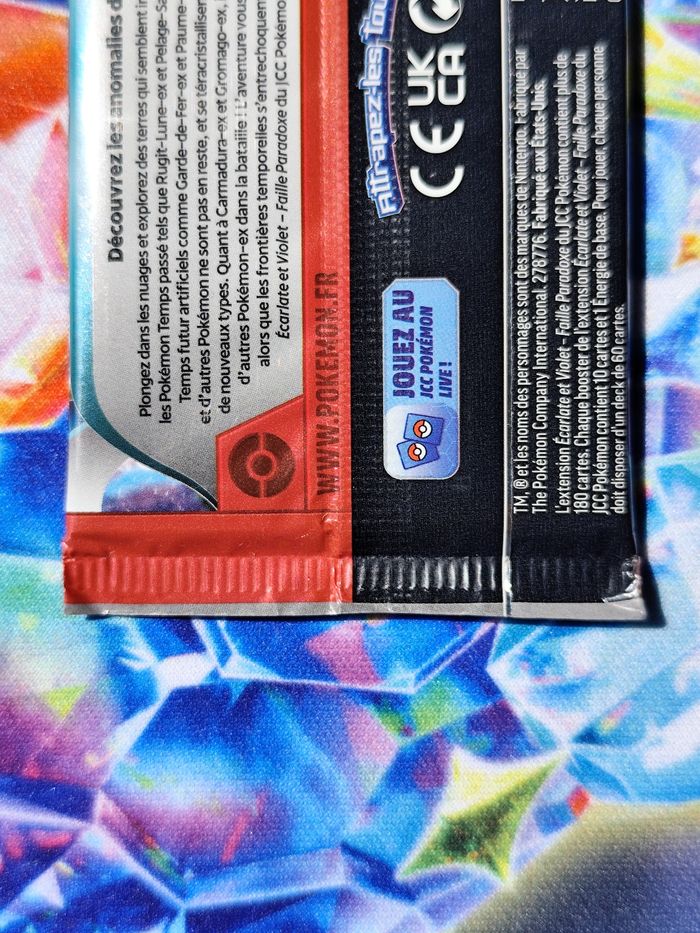 Découvrez les anomalies d
Plongez dans les nuages et explorez des terres qui semblent
les Pokémon Temps passé tels que Rugit-Lune-ex et Pelage-Sa
Temps futur artificiels comme Garde-de-Fer-ex et Paume-
et d'autres Pokémon ne sont pas en reste, et se téracristallisen
de nouveaux types. Quant à Carmadura-ex et Gromago-ex,
d'autres Pokémon-ex dans la bataille ! L'aventure vous
alors que les frontières temporelles s'entrechoquent
Écarlate et Violet – Faille Paradoxe du JCC Pokémo
WWW.POKEMON.FR
Attrapez-les tou
CE UK
CA
JOUEZ AU
JCC POKÉMON
LIVE !
TM, ® et les noms des personnages sont des marques de Nintendo. Fabriqué par
The Pokémon Company International. 278776. Fabriqué aux États-Unis.
L'extension Écarlate et Violet – Faille Paradoxe du JCC Pokémon contient plus de
180 cartes. Chaque booster de l'extension Écarlate et Violet – Faille Paradoxe du
JCC Pokémon contient 10 cartes et 1 Énergie de base. Pour jouer, chaque personne
doit disposer d'un deck de 60 cartes.